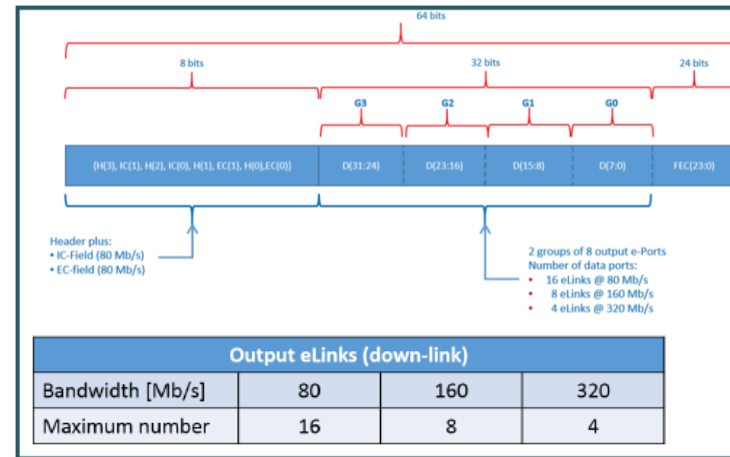 64 bits
8 bits
32 bits
24 bits
G3
G2
G1
G0
{H(3), IC(1), H(2), IC(0), H(1), EC(1), H(0),EC(0)}
D(31:24)
D(23:16)
D(15:8)
D(7:0)
FEC(23:0)
Header plus:
• IC-Field (80 Mb/s)
• EC-field (80 Mb/s)
2 groups of 8 output e-Ports
Number of data ports:
• 16 eLinks @ 80 Mb/s
• 8 eLinks @ 160 Mb/s
• 4 eLinks @ 320 Mb/s
Output eLinks (down-link)
Bandwidth [Mb/s] 80 160 320
Maximum number 16 8 4